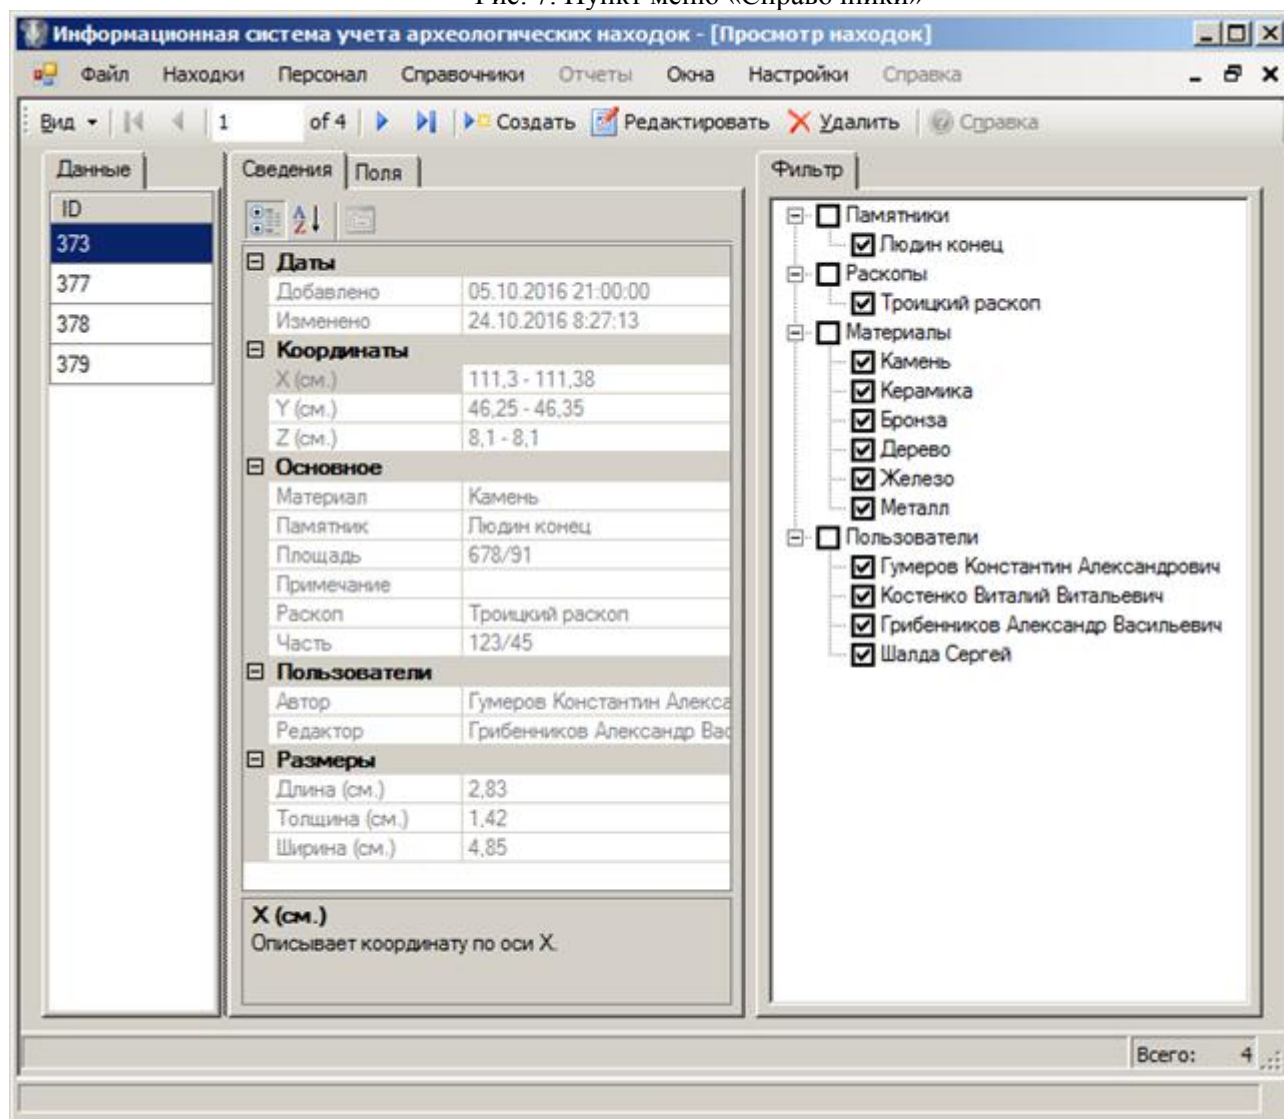 Рис. 7. Пункт меню «Справочники»
Информационная система учета археологических находок - [Просмотр находок]
Файл Находки Персонал Справочники Отчеты Окна Настройки Справка
Вид 1 of 4 Создать Редактировать Удалить Справка
Данные
ID
373
377
378
379
Сведения Поля
Даты
Добавлено 05.10.2016 21:00:00
Изменено 24.10.2016 8:27:13
Координаты
X (см.) 111,3 - 111,38
Y (см.) 46,25 - 46,35
Z (см.) 8,1 - 8,1
Основное
Материал Камень
Памятник Людин конец
Площадь 678/91
Примечание
Раскоп Троицкий раскоп
Часть 123/45
Пользователи
Автор Гумеров Константин Алекса
Редактор Грибенников Александр Вас
Размеры
Длина (см.) 2,83
Толщина (см.) 1,42
Ширина (см.) 4,85
X (см.)
Описывает координату по оси X.
Фильтр
Памятники
Людин конец
Раскопы
Троицкий раскоп
Материалы
Камень
Керамика
Бронза
Дерево
Железо
Металл
Пользователи
Гумеров Константин Александрович
Костенко Виталий Витальевич
Грибенников Александр Васильевич
Шалда Сергей
Всего: 4